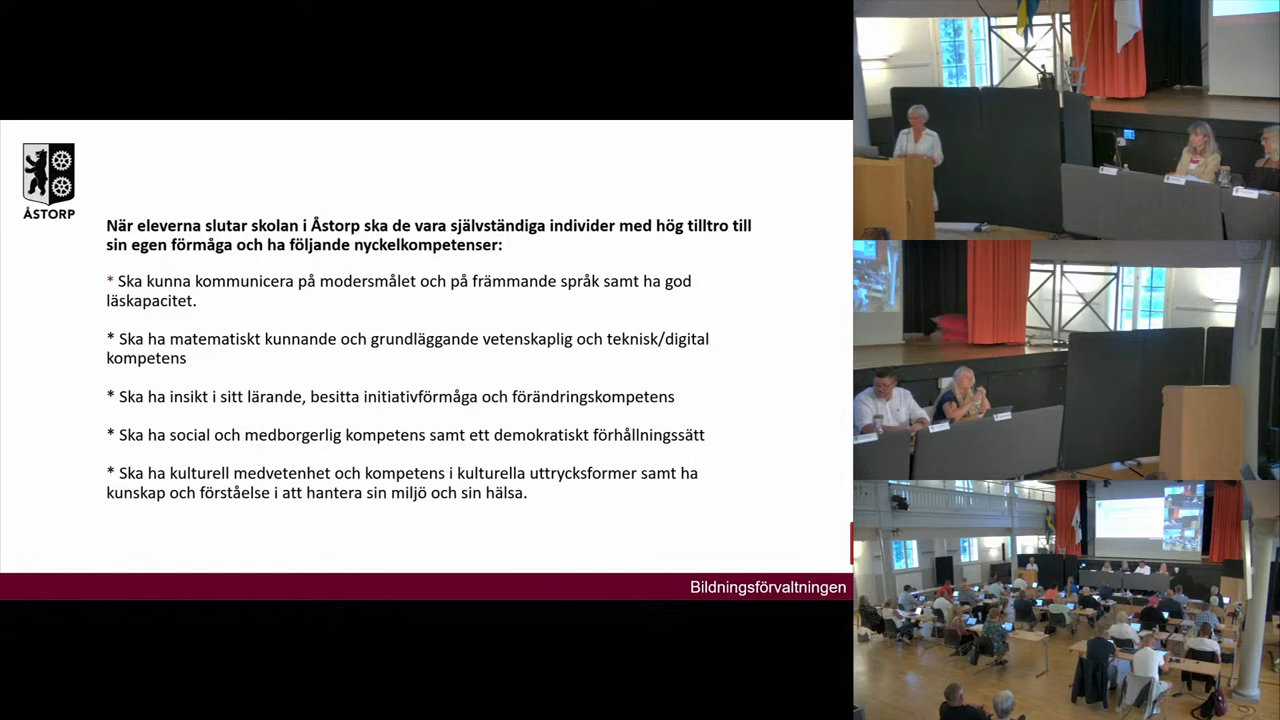 ÅSTORP
När eleverna slutar skolan i Åstorp ska de vara självständiga individer med hög tilltro till
sin egen förmåga och ha följande nyckelkompetenser:
* Ska kunna kommunicera på modersmålet och på främmande språk samt ha god
läskapacitet.
* Ska ha matematiskt kunnande och grundläggande vetenskaplig och teknisk/digital
kompetens
* Ska ha insikt i sitt lärande, besitta initiativförmåga och förändringskompetens
* Ska ha social och medborgerlig kompetens samt ett demokratiskt förhållningssätt
* Ska ha kulturell medvetenhet och kompetens i kulturella uttrycksformer samt ha
kunskap och förståelse i att hantera sin miljö och sin hälsa.
Bildningsförvaltningen